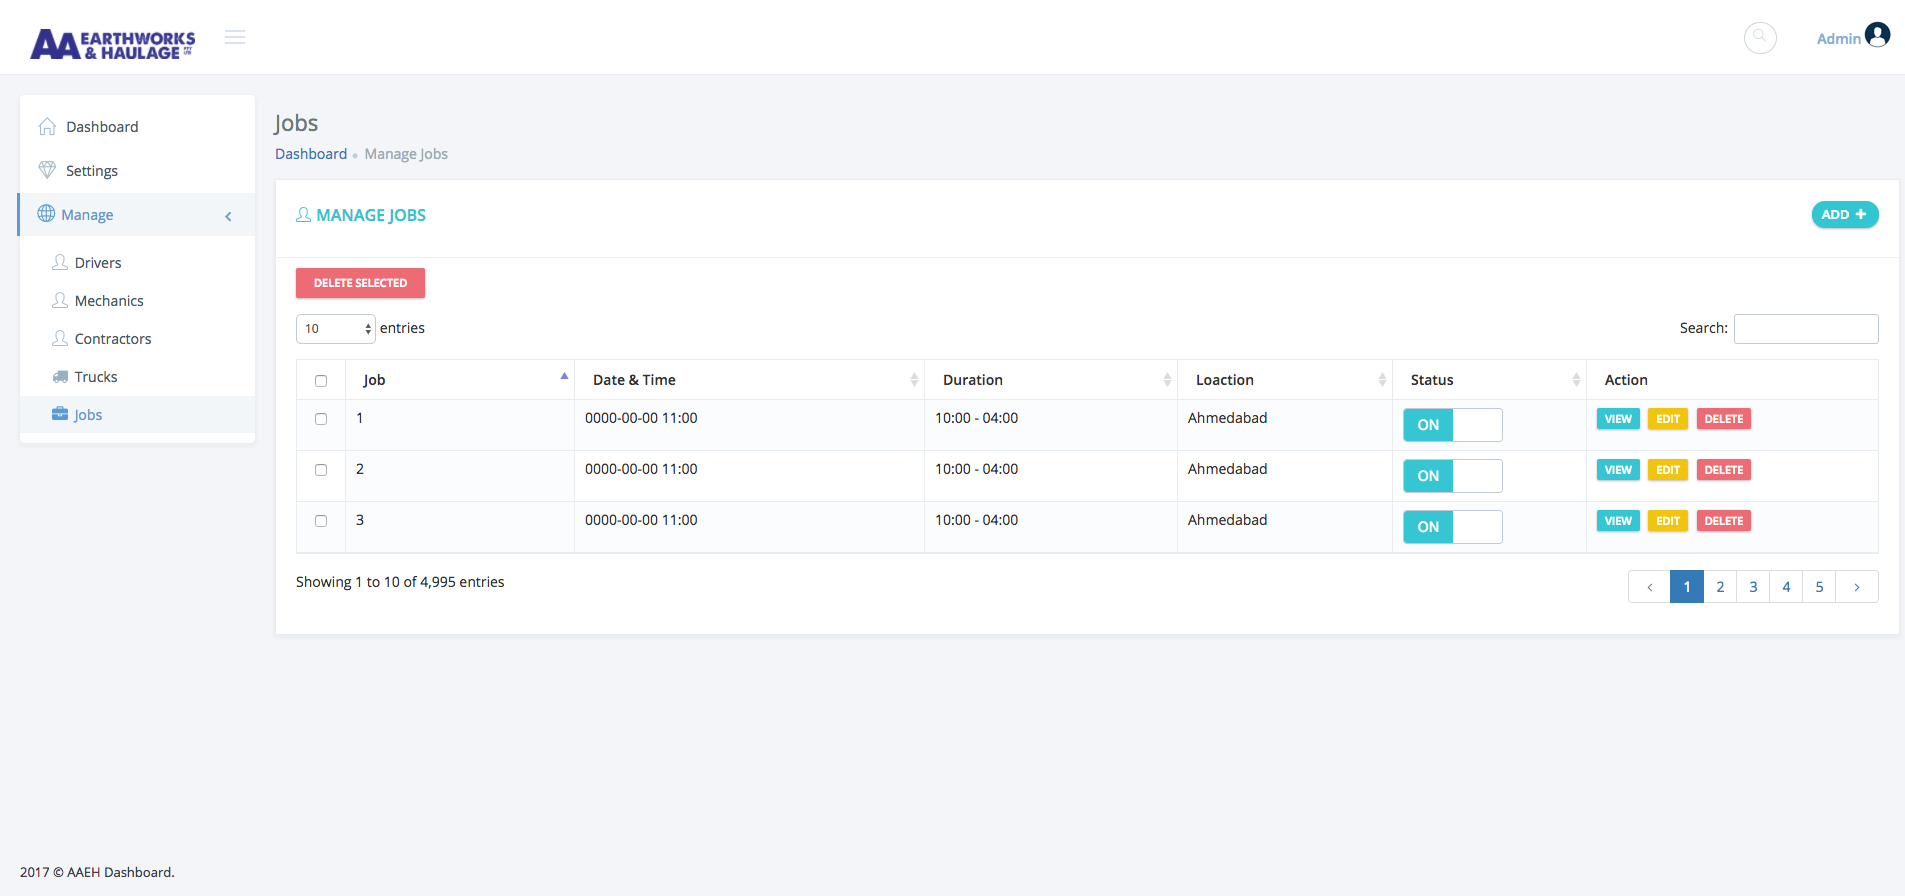 AA EARTHWORKS
& HAULAGE PTY LTD
Admin
Dashboard
Settings
Manage
Drivers
Mechanics
Contractors
Trucks
Jobs
Jobs
Dashboard Manage Jobs
MANAGE JOBS
ADD +
DELETE SELECTED
10 entries
Search:
Job Date & Time Duration Loaction Status Action
1 0000-00-00 11:00 10:00 - 04:00 Ahmedabad ON VIEW EDIT DELETE
2 0000-00-00 11:00 10:00 - 04:00 Ahmedabad ON VIEW EDIT DELETE
3 0000-00-00 11:00 10:00 - 04:00 Ahmedabad ON VIEW EDIT DELETE
Showing 1 to 10 of 4,995 entries
< 1 2 3 4 5 >
2017 © AAEH Dashboard.